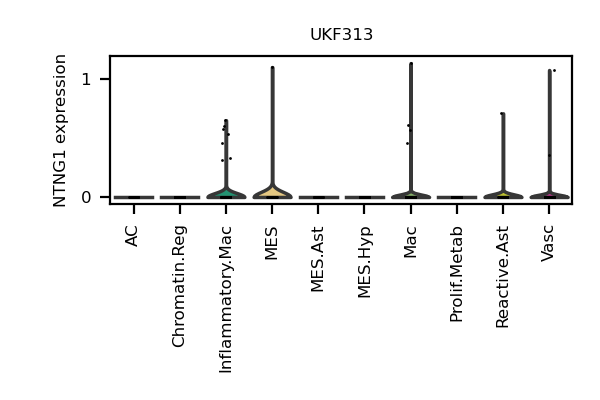 UKF313
NTNG1 expression
1
0
AC
Chromatin.Reg
Inflammatory.Mac
MES
MES.Ast
MES.Hyp
Mac
Prolif.Metab
Reactive.Ast
Vasc